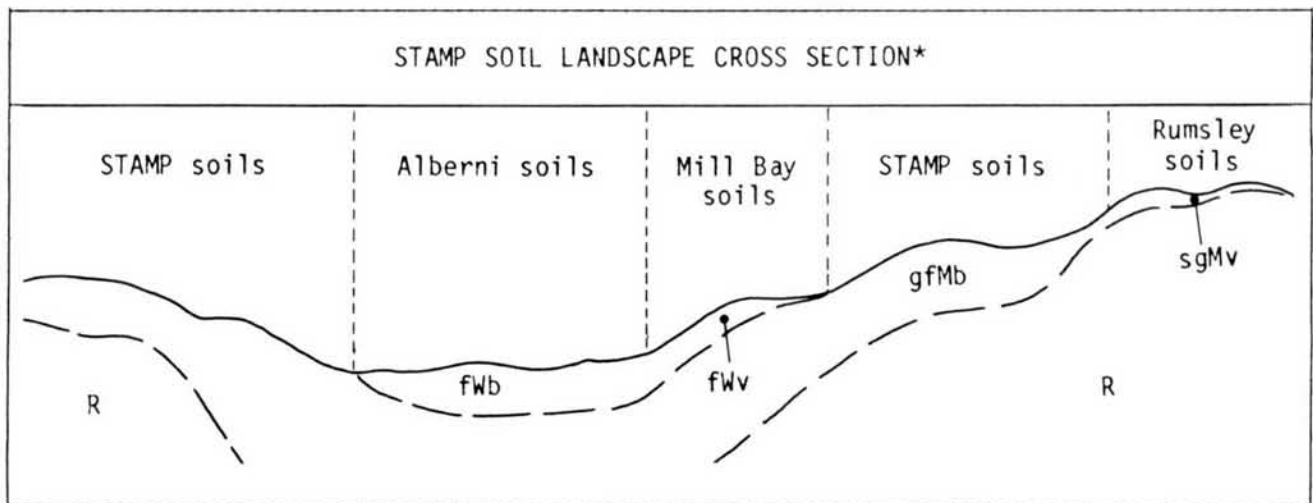 STAMP SOIL LANDSCAPE CROSS SECTION*
STAMP soils
Alberni soils
Mill Bay
soils
STAMP soils
Rumsley
soils
R
fWb
fWv
gfMb
sgMv
R